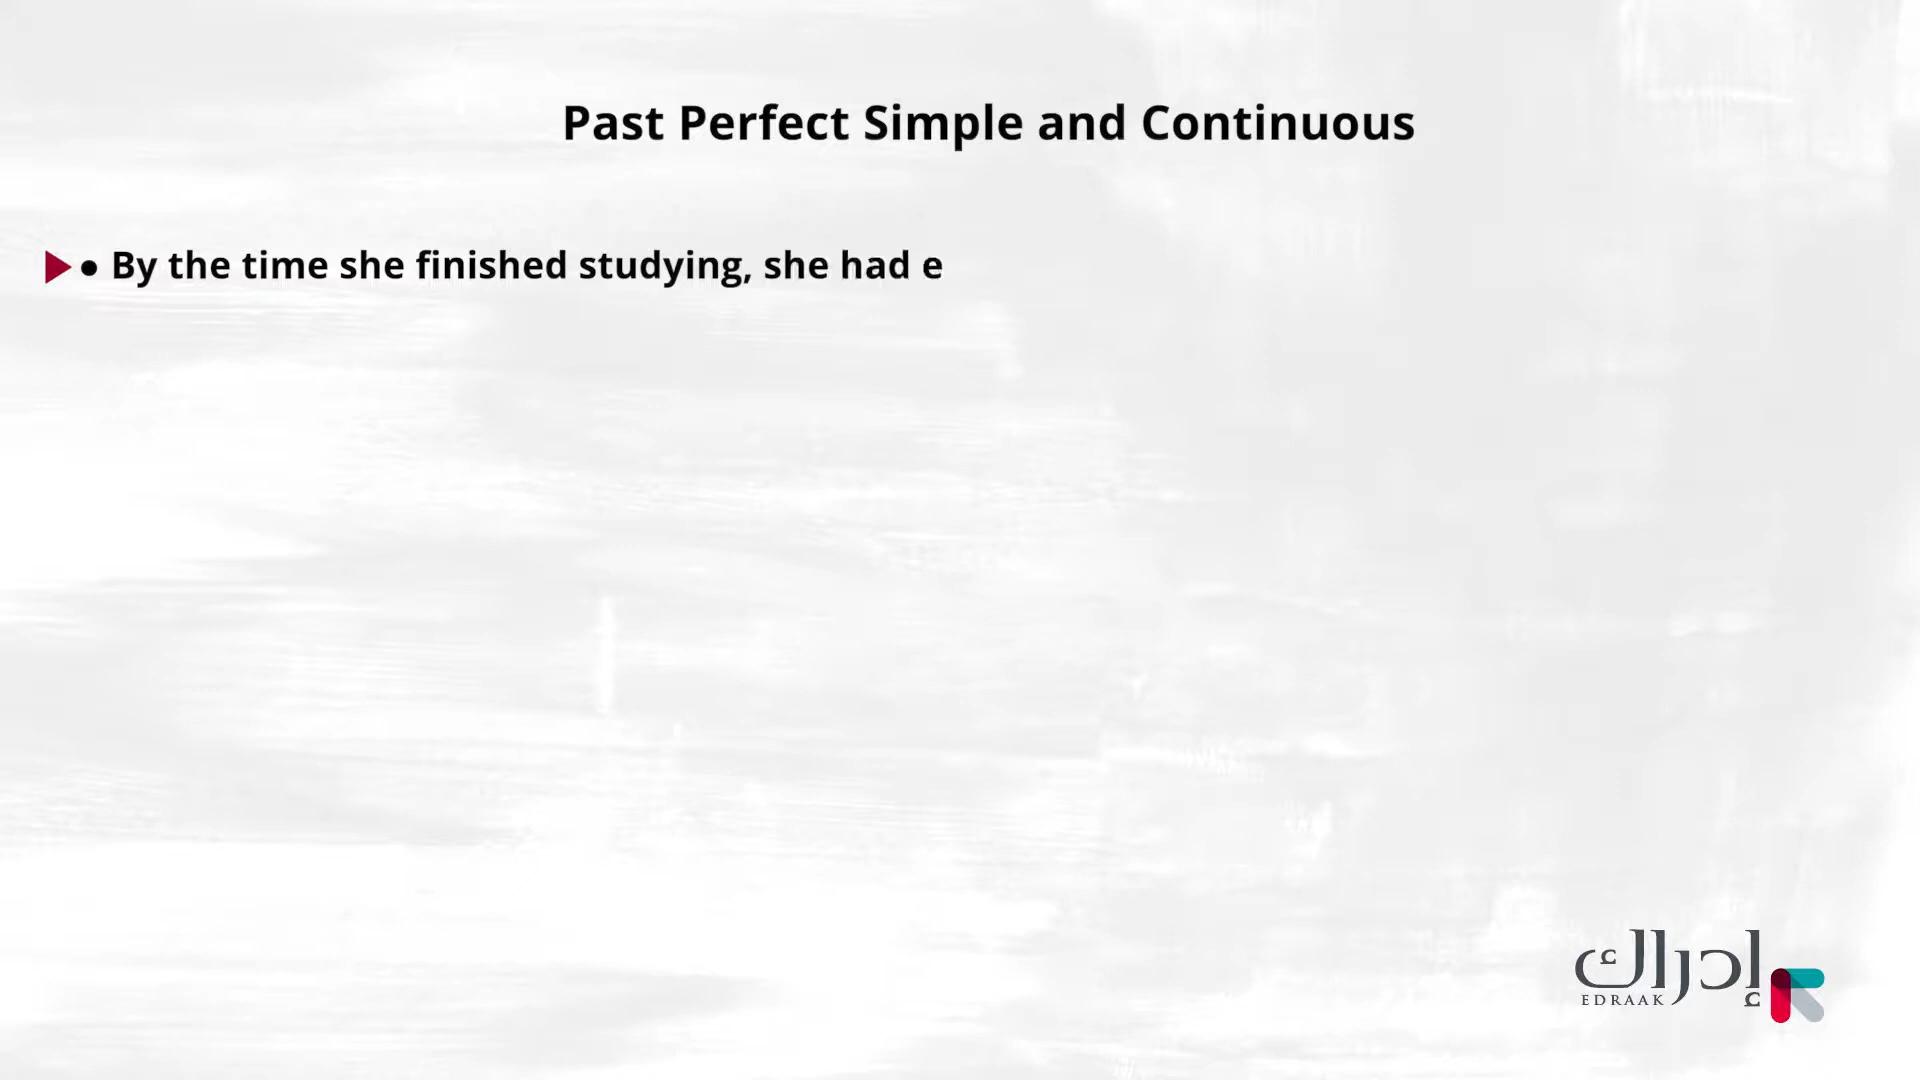 Past Perfect Simple and Continuous
• By the time she finished studying, she had e
إدراك
EDRAAK